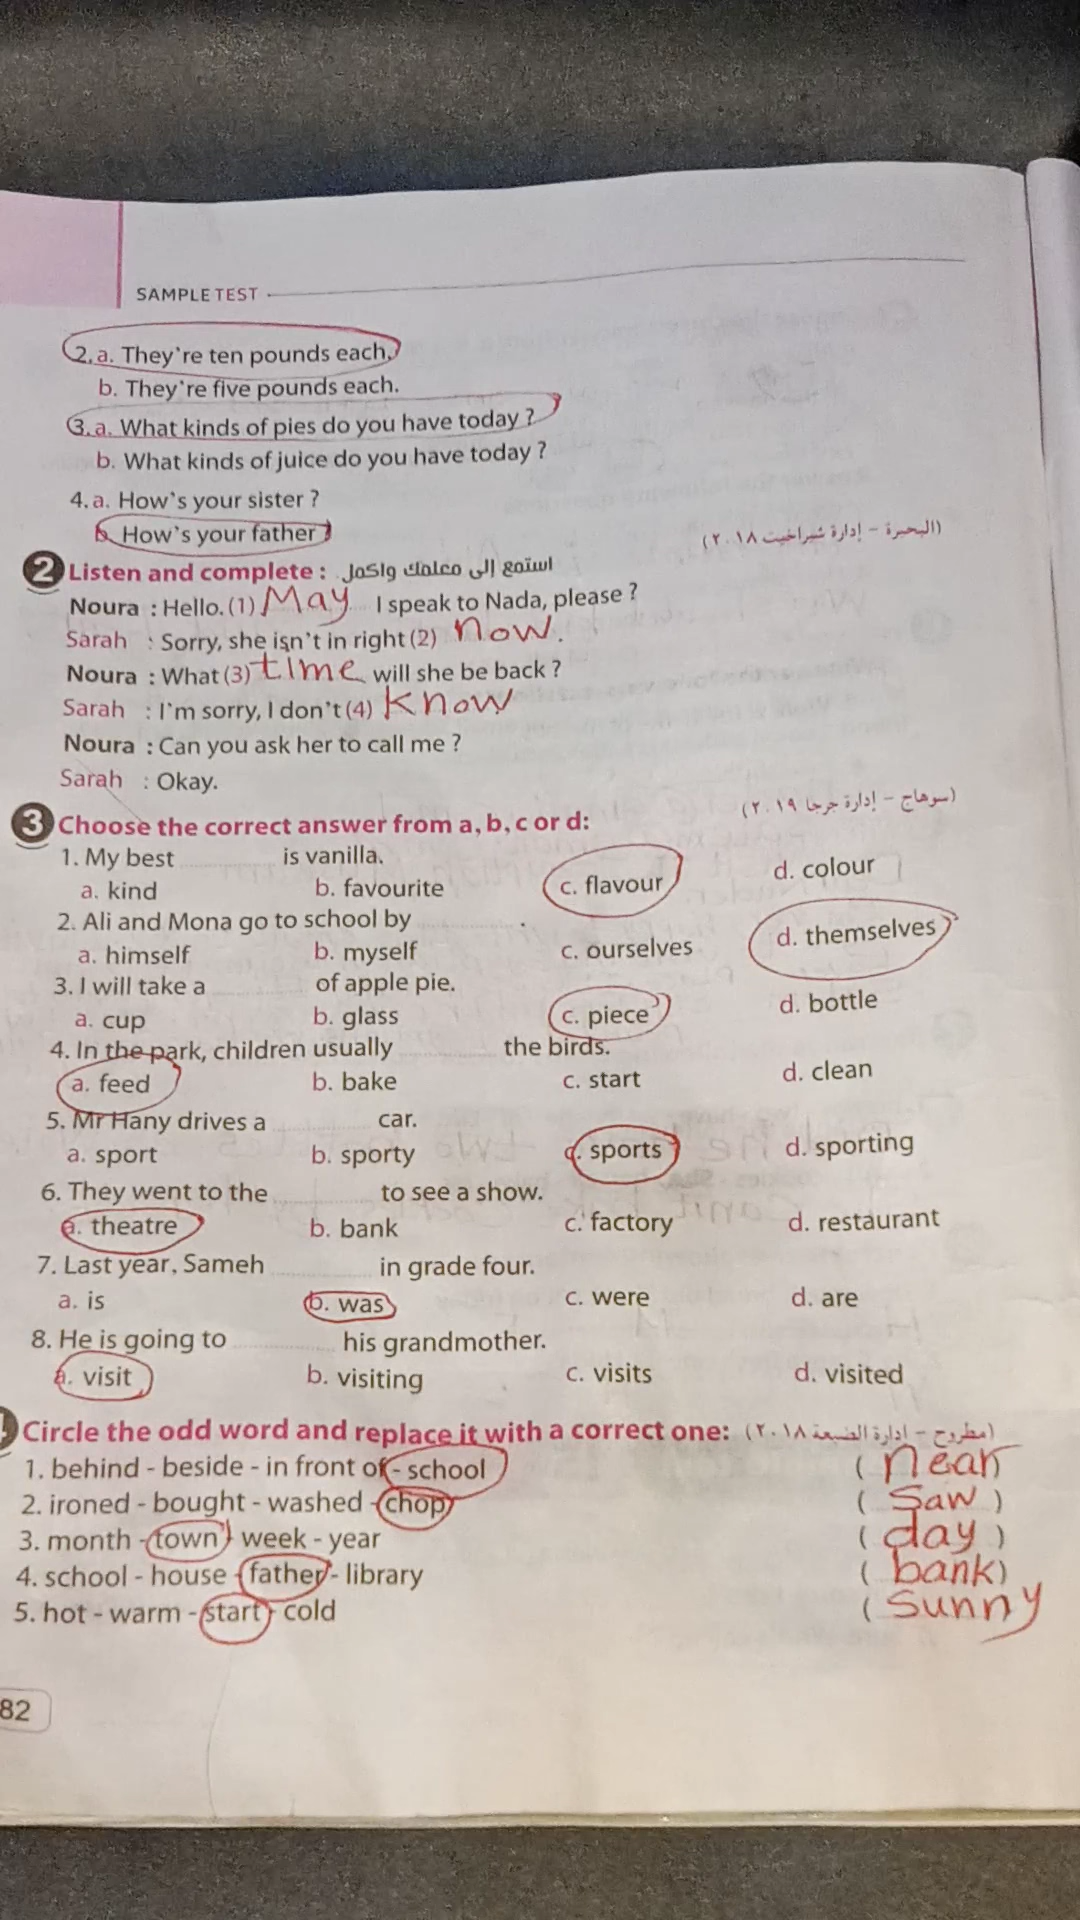 SAMPLE TEST
2. a. They're ten pounds each.
b. They're five pounds each.
3. a. What kinds of pies do you have today ?
b. What kinds of juice do you have today ?
4. a. How's your sister ?
b. How's your father ?
(البحيرة – إدارة شبراخيت ٢٠١٨)
2 Listen and complete : استمع إلى معلمك وأكمل
Noura : Hello. (1) May I speak to Nada, please ?
Sarah : Sorry, she isn't in right (2) now.
Noura : What (3) time will she be back ?
Sarah : I'm sorry, I don't (4) know
Noura : Can you ask her to call me ?
Sarah : Okay.
(سوهاج – إدارة جرجا ٢٠١٩)
3 Choose the correct answer from a, b, c or d:
1. My best is vanilla.
a. kind b. favourite c. flavour d. colour
2. Ali and Mona go to school by .
a. himself b. myself c. ourselves d. themselves
3. I will take a of apple pie.
a. cup b. glass c. piece d. bottle
4. In the park, children usually the birds.
a. feed b. bake c. start d. clean
5. Mr Hany drives a car.
a. sport b. sporty c. sports d. sporting
6. They went to the to see a show.
a. theatre b. bank c. factory d. restaurant
7. Last year, Sameh in grade four.
a. is b. was c. were d. are
8. He is going to his grandmother.
a. visit b. visiting c. visits d. visited
Circle the odd word and replace it with a correct one: (مطروح – إدارة الضبعة ٢٠١٨)
1. behind - beside - in front of - school ( near
2. ironed - bought - washed - chop ( saw )
3. month - town - week - year ( day )
4. school - house - father - library ( bank )
5. hot - warm - start - cold ( sunny
82